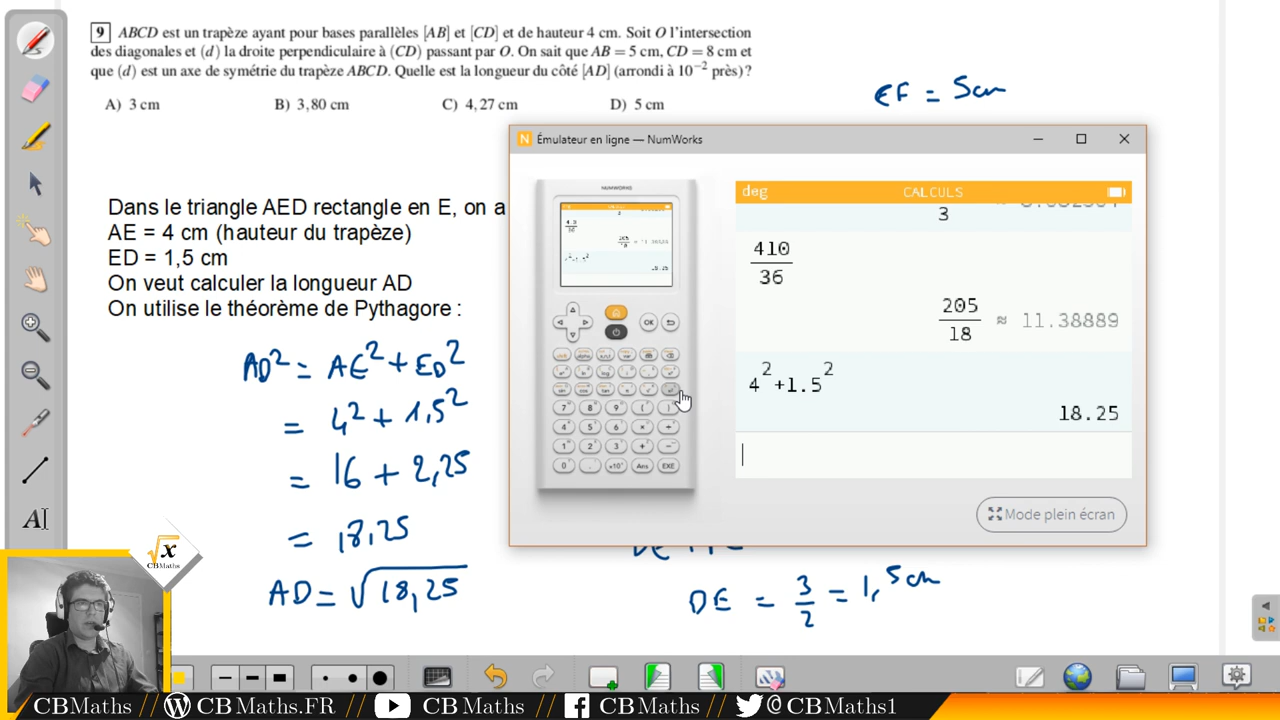 9 ABCD est un trapèze ayant pour bases parallèles [AB] et [CD] et de hauteur 4 cm. Soit O l'intersection
des diagonales et (d) la droite perpendiculaire à (CD) passant par O. On sait que AB = 5 cm, CD = 8 cm et
que (d) est un axe de symétrie du trapèze ABCD. Quelle est la longueur du côté [AD] (arrondi à 10⁻² près) ?
A) 3 cm B) 3,80 cm C) 4,27 cm D) 5 cm
EF = 5cm
Dans le triangle AED rectangle en E, on a
AE = 4 cm (hauteur du trapèze)
ED = 1,5 cm
On veut calculer la longueur AD
On utilise le théorème de Pythagore :
AD² = AE² + ED²
= 4² + 1,5²
= 16 + 2,25
= 18,25
AD = √18,25
Émulateur en ligne — NumWorks
NUMWORKS
deg CALCULS
3
410/36
205/18 ≈ 11.38889
4²+1.5²
18.25
Mode plein écran
DE = 3/2 = 1,5cm
√x
CBMaths
AI
CBMaths CBMaths.FR CBMaths CBMaths @CBMaths1